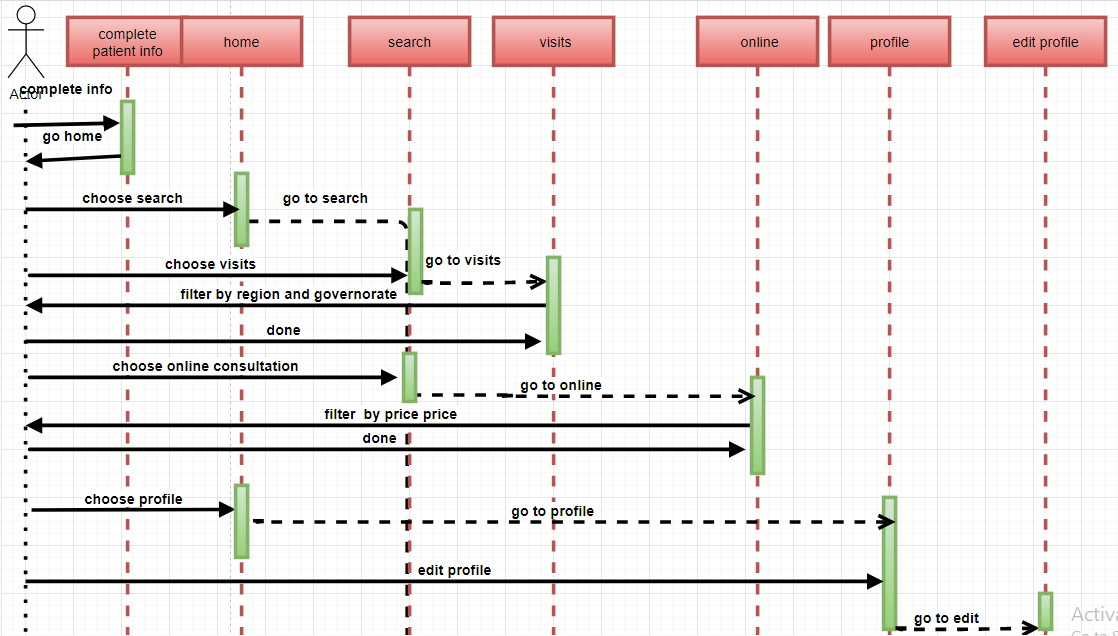 complete
patient info
home
search
visits
online
profile
edit profile
Actor
complete info
go home
choose search
go to search
choose visits
go to visits
filter by region and governorate
done
choose online consultation
go to online
filter  by price price
done
choose profile
go to profile
edit profile
go to edit
Activa